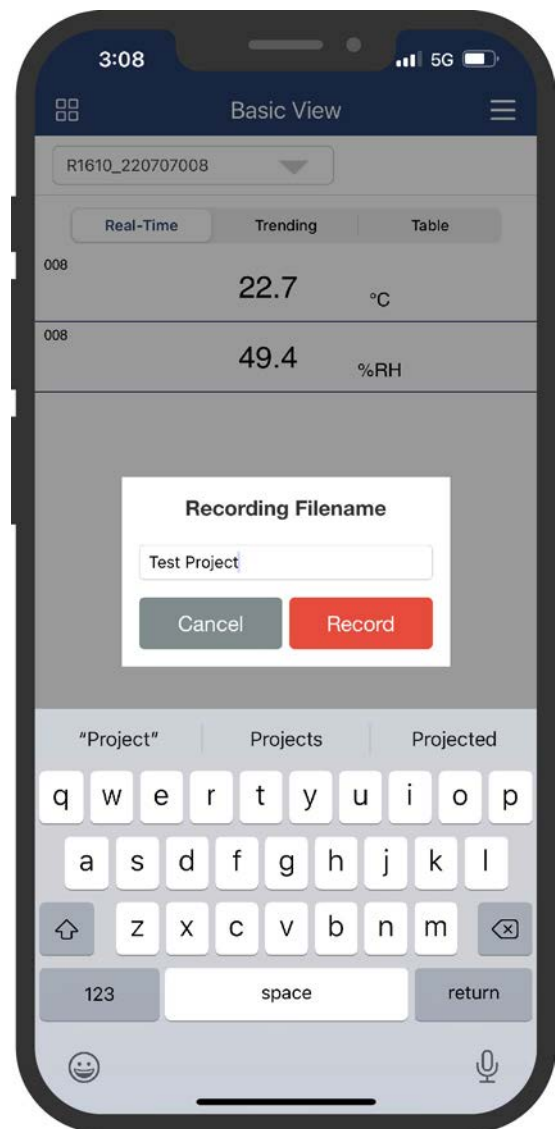 3:08 5G
Basic View
R1610_220707008
Real-Time Trending Table
008
22.7 °C
008
49.4 %RH
Recording Filename
Test Project
Cancel Record
“Project” Projects Projected
q w e r t y u i o p
a s d f g h j k l
z x c v b n m
123 space return